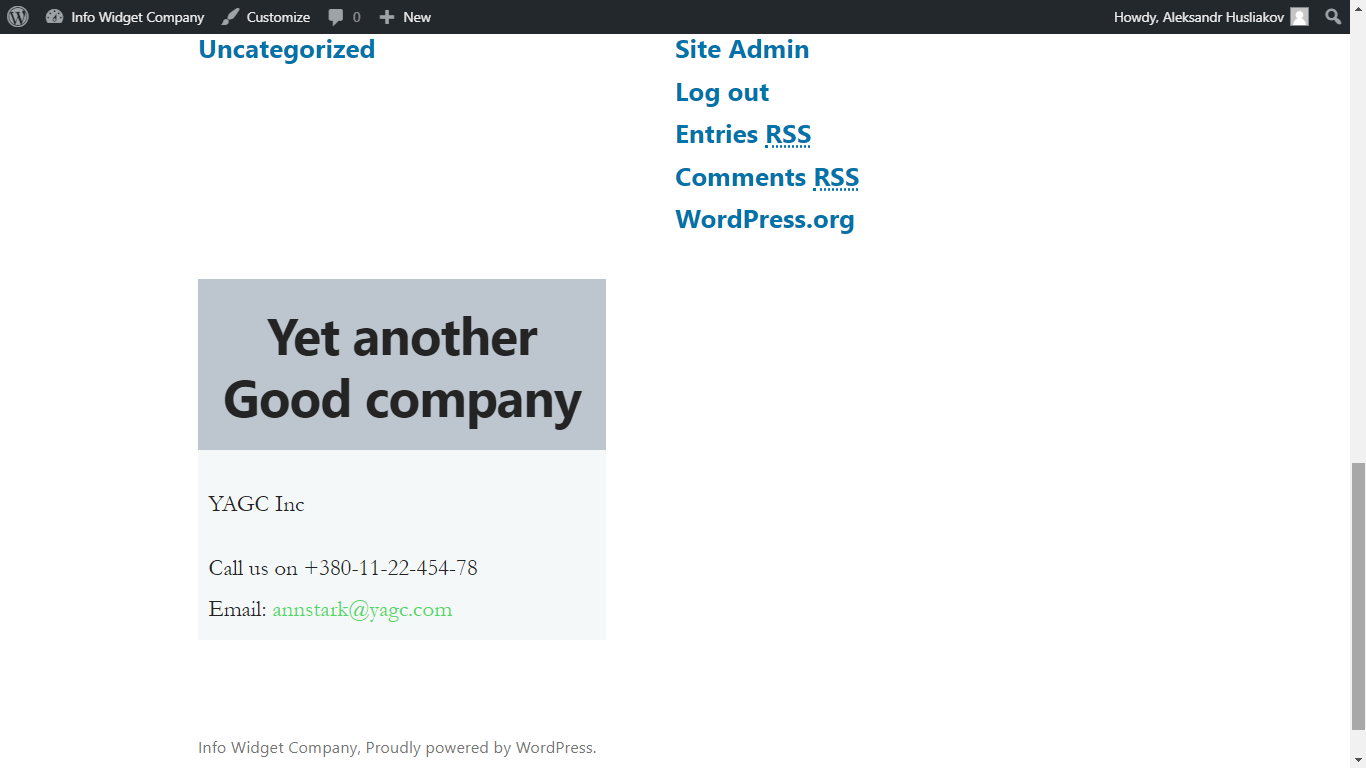 Info Widget Company Customize 0 New Howdy, Aleksandr Husliakov
Uncategorized
Site Admin
Log out
Entries RSS
Comments RSS
WordPress.org
Yet another
Good company
YAGC Inc
Call us on +380-11-22-454-78
Email: annstark@yagc.com
Info Widget Company, Proudly powered by WordPress.